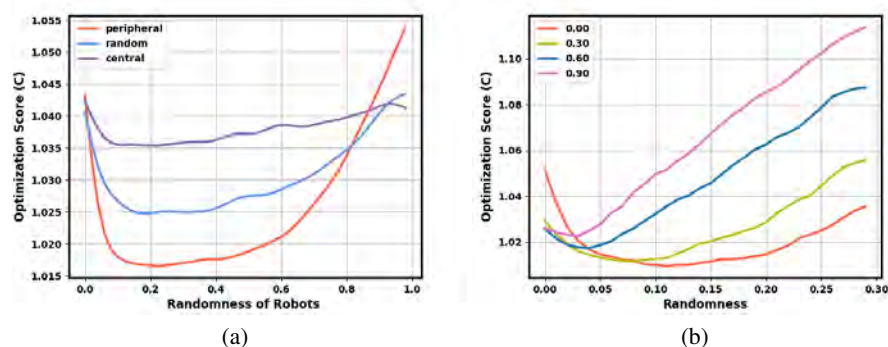 Optimization Score (C)
1.055
1.050
1.045
1.040
1.035
1.030
1.025
1.020
1.015
peripheral
random
central
0.0 0.2 0.4 0.6 0.8 1.0
Randomness of Robots
(a)
Optimization Score (C)
1.10
1.08
1.06
1.04
1.02
0.00
0.30
0.60
0.90
0.00 0.05 0.10 0.15 0.20 0.25 0.30
Randomness
(b)